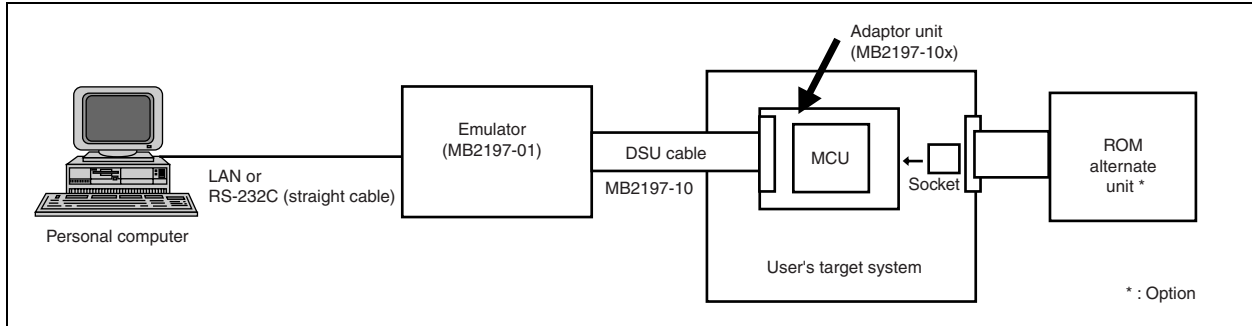 Adaptor unit
(MB2197-10x)
Emulator
(MB2197-01)
DSU cable
MCU
ROM
alternate
unit *
LAN or
RS-232C (straight cable)
MB2197-10
Socket
Personal computer
User's target system
* : Option